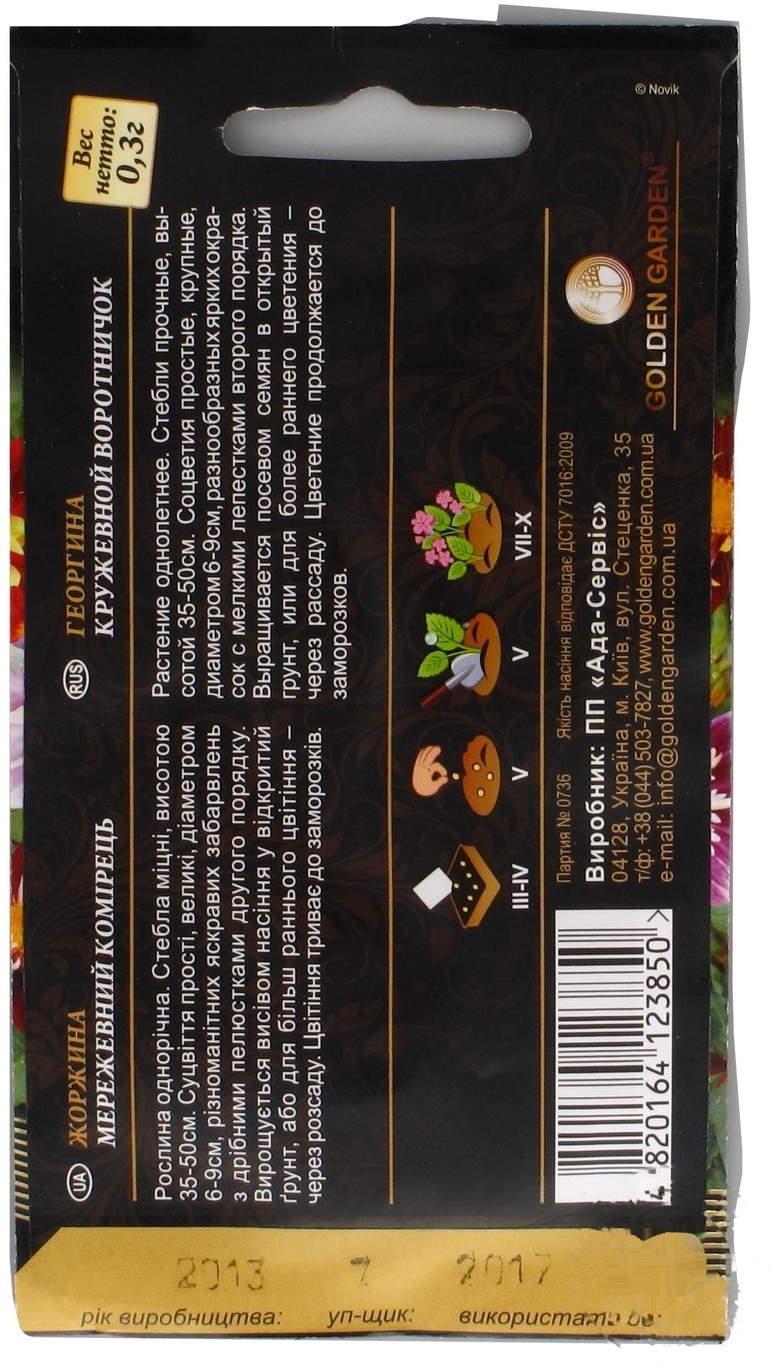 UA
ЖОРЖИНА
МЕРЕЖЕВНИЙ КОМІРЕЦЬ
Рослина однорічна. Стебла міцні, висотою
35-50см. Суцвіття прості, великі, діаметром
6-9см, різноманітних яскравих забарвлень
з дрібними пелюстками другого порядку.
Вирощується висівом насіння у відкритий
ґрунт, або для більш раннього цвітіння –
через розсаду. Цвітіння триває до заморозків.
RUS
ГЕОРГИНА
КРУЖЕВНОЙ ВОРОТНИЧОК
Растение однолетнее. Стебли прочные, вы-
сотой 35-50см. Соцветия простые, крупные,
диаметром 6-9см, разнообразных ярких окра-
сок с мелкими лепестками второго порядка.
Выращивается посевом семян в открытый
грунт, или для более раннего цветения –
через рассаду. Цветение продолжается до
заморозков.
Вес
нетто:
0,3г
III-IV
V
V
VII-X
4 820164 123850 >
Партия № 0736
Якість насіння відповідає ДСТУ 7016:2009
Виробник: ПП «Ада-Сервіс»
04128, Україна, м. Київ, вул. Стеценка, 35
т/ф: +38 (044) 503-7827, www.goldengarden.com.ua
e-mail: info@goldengarden.com.ua
GOLDEN GARDEN®
© Novik
2013 7 2017
рік виробництва: уп-щик: використати до: